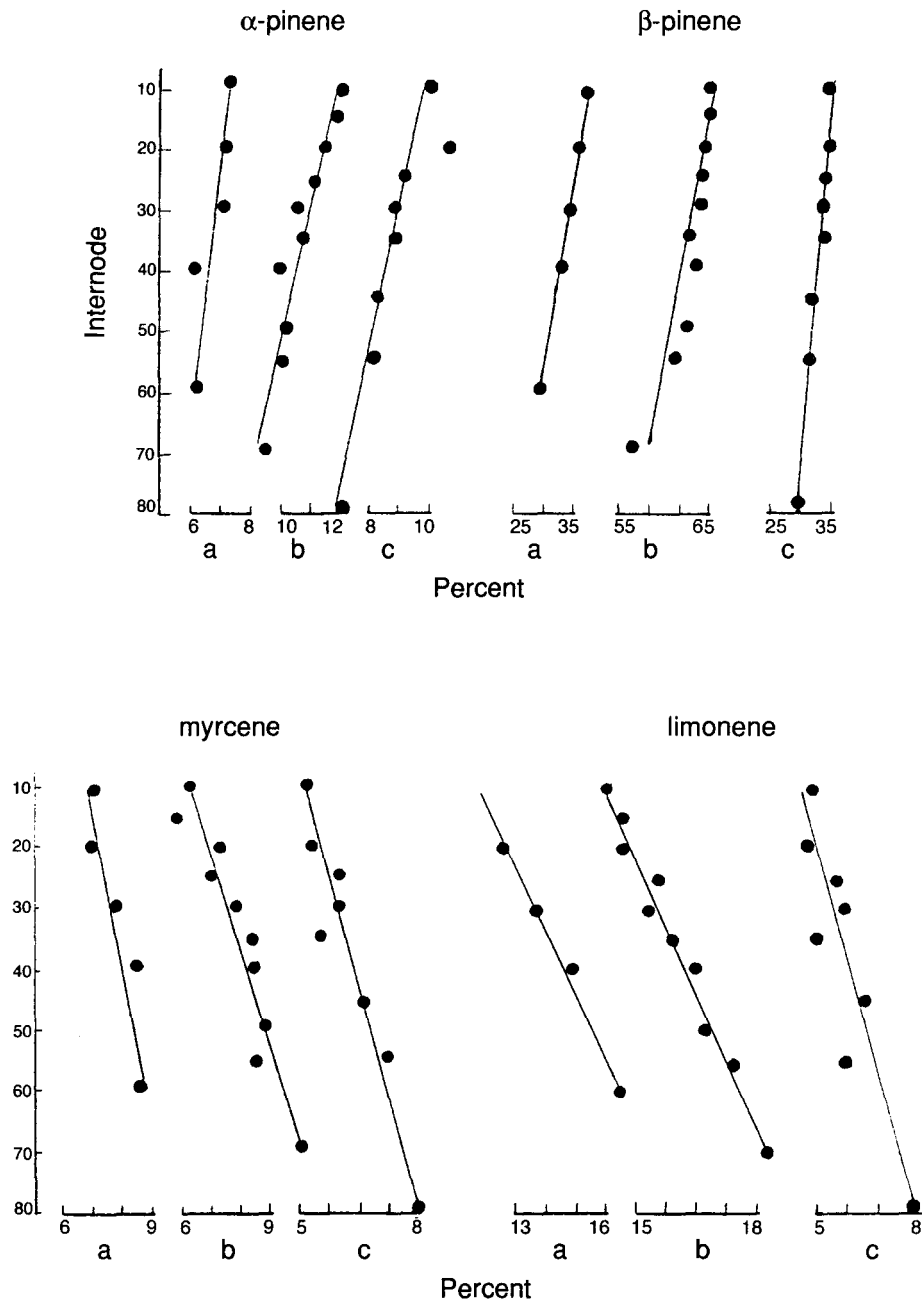 α-pinene β-pinene
10
20
30
40
50
60
70
80
Internode
6 8 10 12 8 10 25 35 55 65 25 35
a b c a b c
Percent
myrcene limonene
10
20
30
40
50
60
70
80
6 9 6 9 5 8 13 16 15 18 5 8
a b c a b c
Percent